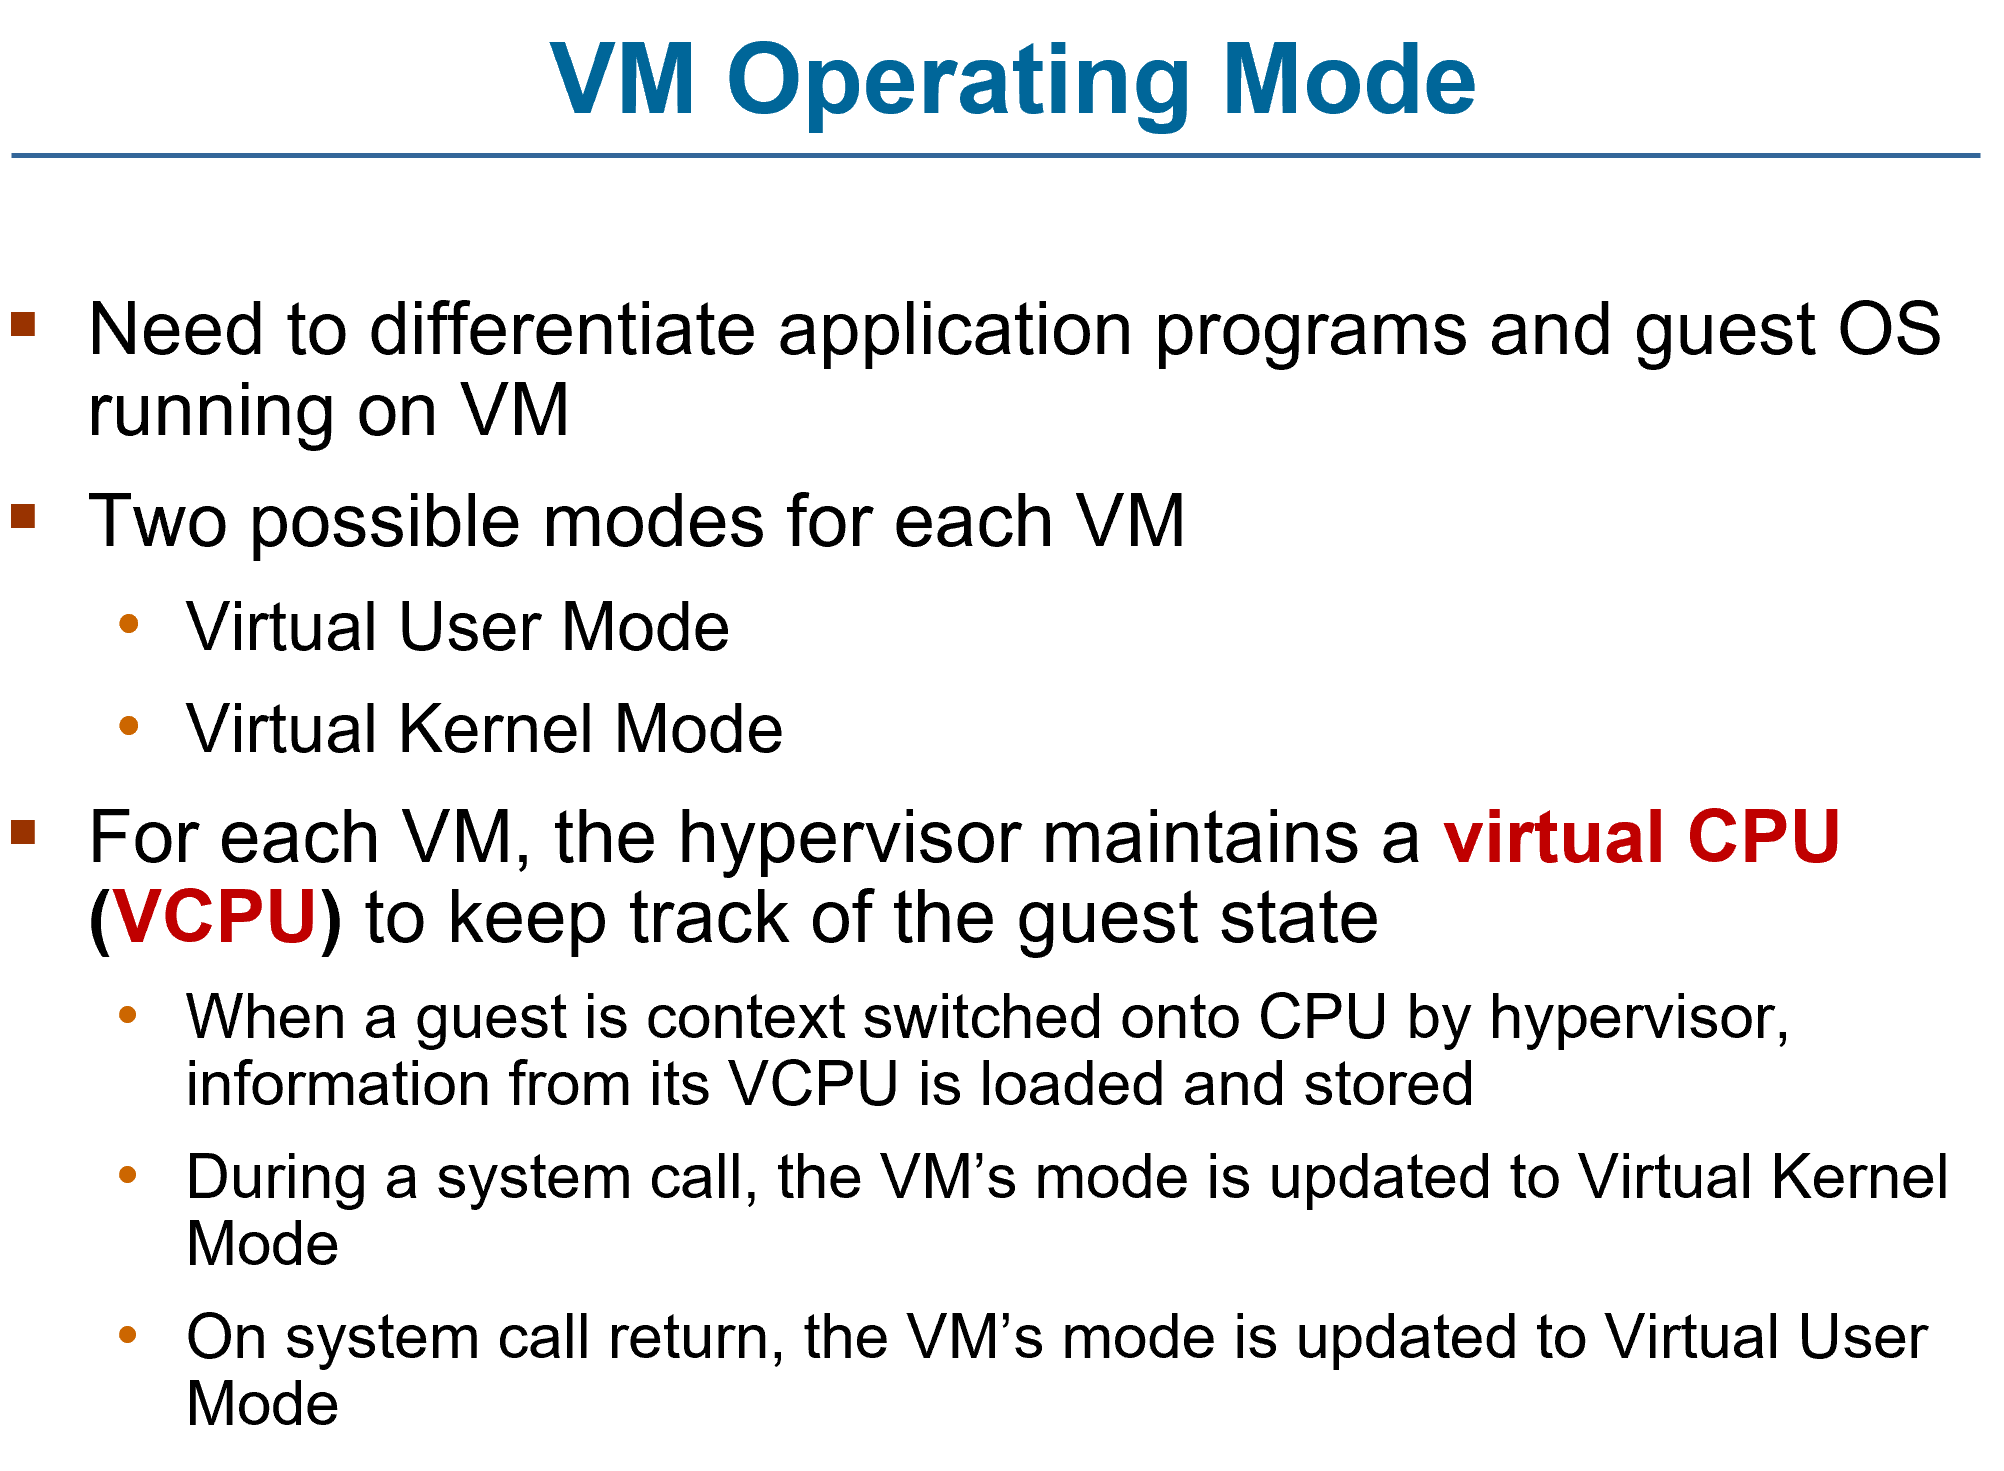 VM Operating Mode
Need to differentiate application programs and guest OS
running on VM
Two possible modes for each VM
Virtual User Mode
Virtual Kernel Mode
For each VM, the hypervisor maintains a virtual CPU
(VCPU) to keep track of the guest state
When a guest is context switched onto CPU by hypervisor,
information from its VCPU is loaded and stored
During a system call, the VM’s mode is updated to Virtual Kernel
Mode
On system call return, the VM’s mode is updated to Virtual User
Mode